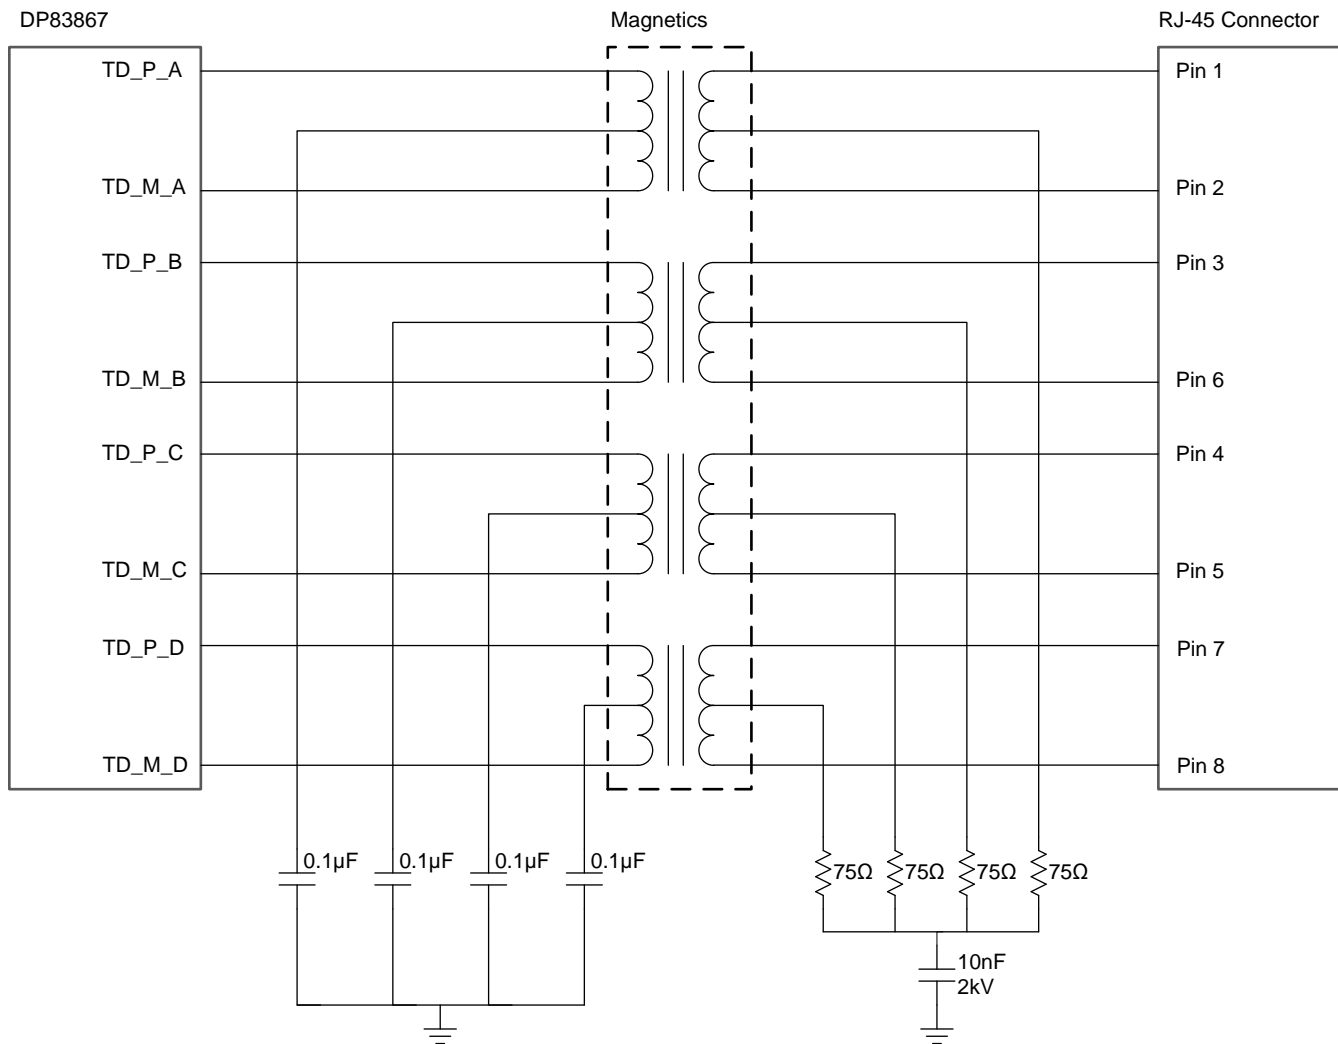 DP83867
Magnetics
RJ-45 Connector
TD_P_A
Pin 1
TD_M_A
Pin 2
TD_P_B
Pin 3
TD_M_B
Pin 6
TD_P_C
Pin 4
TD_M_C
Pin 5
TD_P_D
Pin 7
TD_M_D
Pin 8
0.1µF
0.1µF
0.1µF
0.1µF
75Ω
75Ω
75Ω
75Ω
10nF
2kV